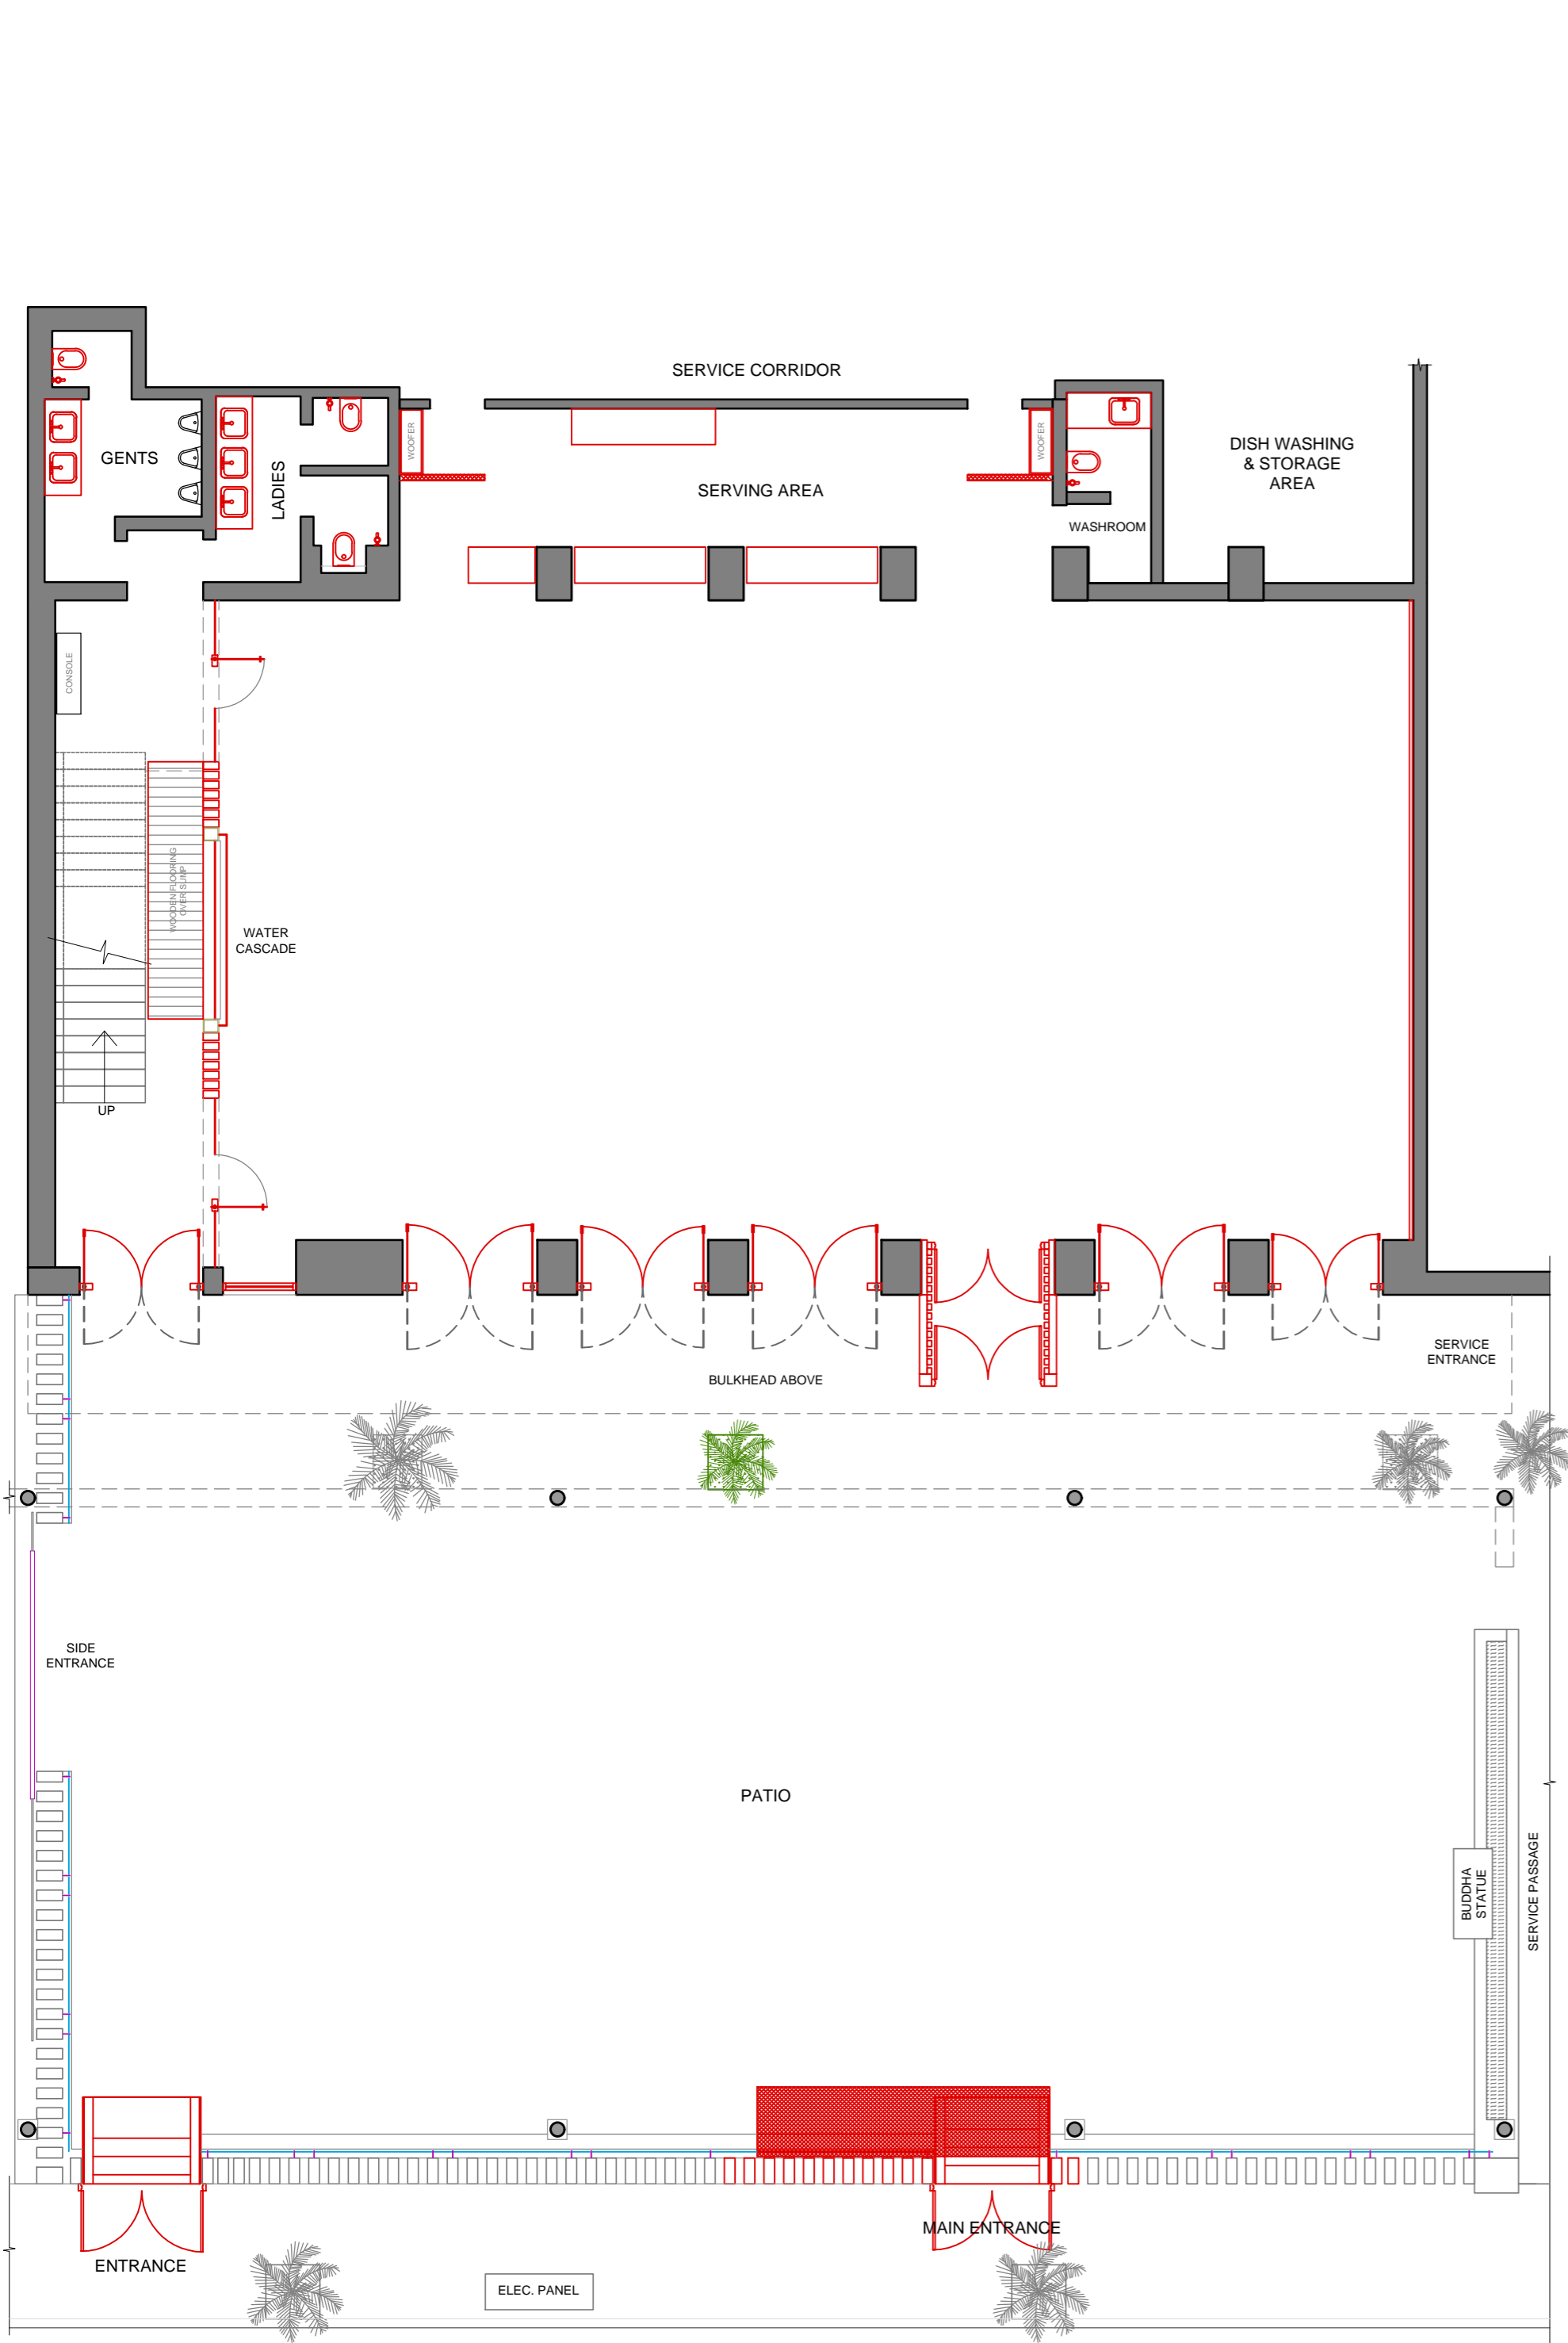 SERVICE CORRIDOR
WOOFER
WOOFER
DISH WASHING
& STORAGE
AREA
GENTS
LADIES
SERVING AREA
WASHROOM
CONSOLE
WOODEN FLOORING
OVER SUMP
WATER
CASCADE
UP
SERVICE
ENTRANCE
BULKHEAD ABOVE
SIDE
ENTRANCE
PATIO
BUDDHA
STATUE
SERVICE PASSAGE
MAIN ENTRANCE
ENTRANCE
ELEC. PANEL